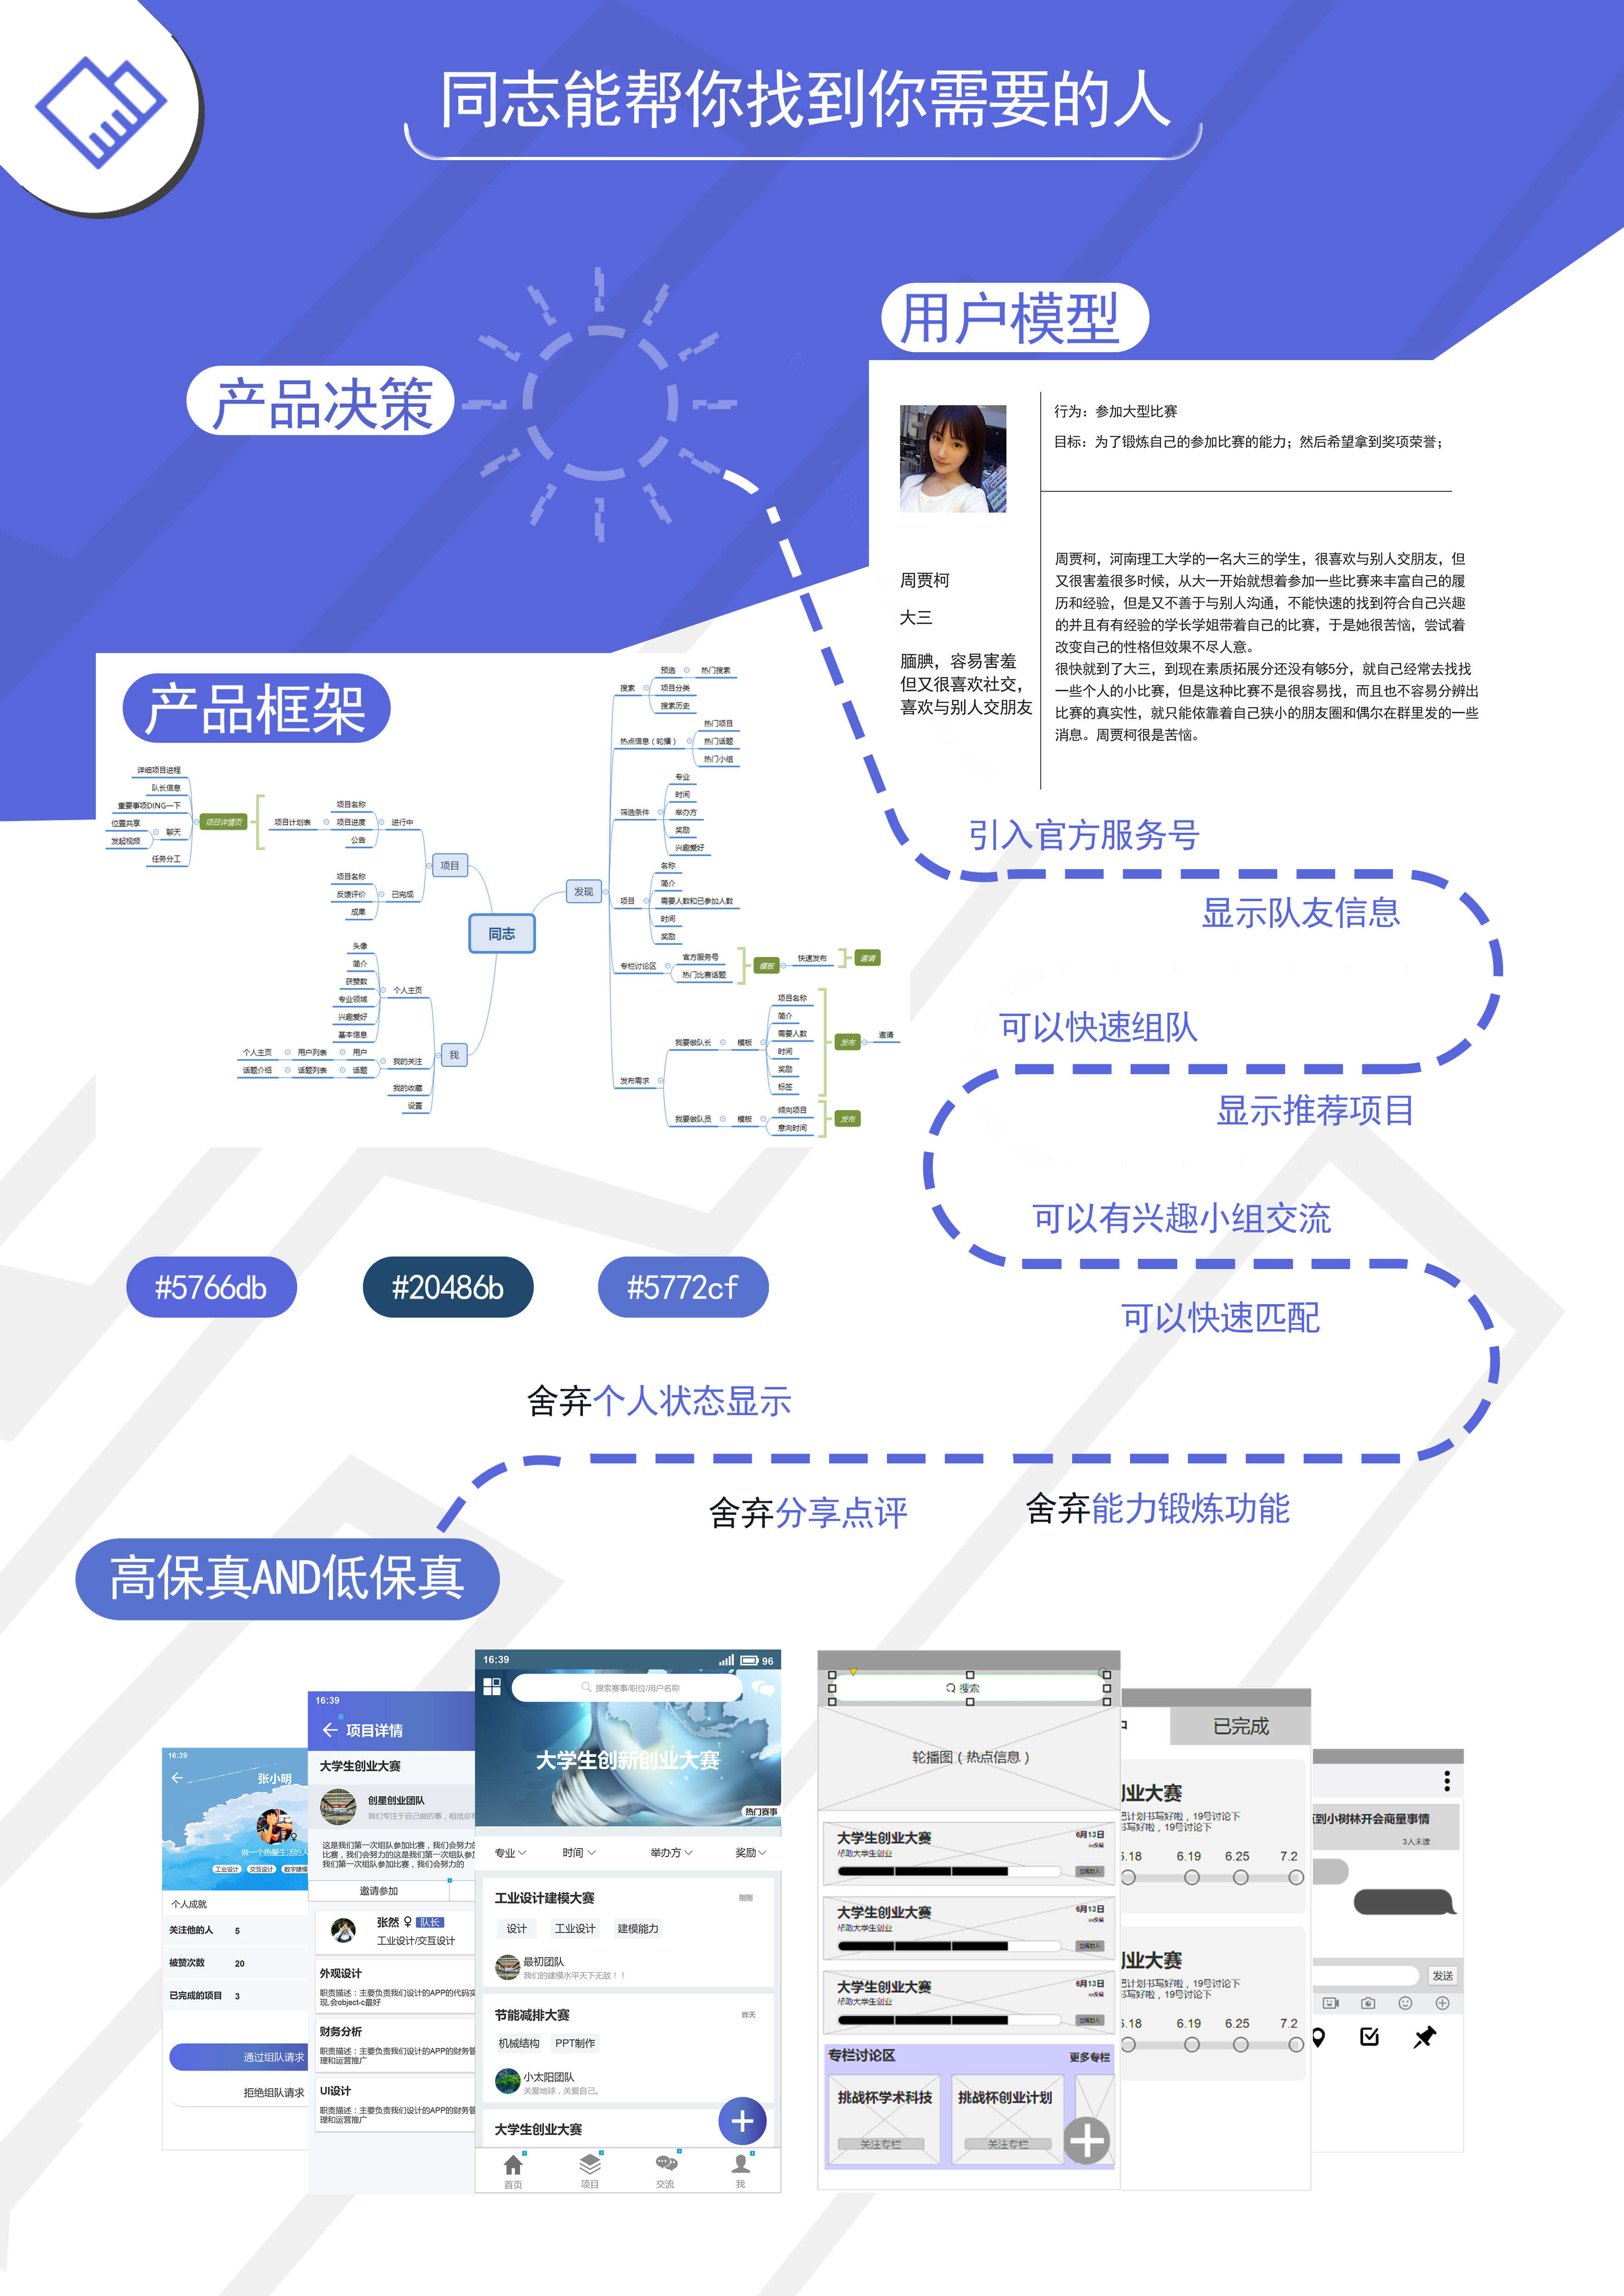 同志能帮你找到你需要的人
用户模型
产品决策
行为：参加大型比赛
目标：为了锻炼自己的参加比赛的能力；然后希望拿到奖项荣誉；
周贾柯
大三
腼腆，容易害羞
但又很喜欢社交，
喜欢与别人交朋友
周贾柯，河南理工大学的一名大三的学生，很喜欢与别人交朋友，但
又很害羞很多时候，从大一开始就想着参加一些比赛来丰富自己的履
历和经验，但是又不善于与别人沟通，不能快速的找到符合自己兴趣
的并且有有经验的学长学姐带着自己的比赛，于是她很苦恼，尝试着
改变自己的性格但效果不尽人意。
很快就到了大三，到现在素质拓展分还没有够5分，就自己经常去找找
一些个人的小比赛，但是这种比赛不是很容易找，而且也不容易分辨出
比赛的真实性，就只能依靠着自己狭小的朋友圈和偶尔在群里发的一些
消息。周贾柯很是苦恼。
产品框架
详细项目进程
队长信息
重要事项DING一下
位置共享
发起视频
聊天
任务分工
项目详情页
项目计划表
项目名称
项目进度
公告
进行中
项目名称
反馈评价
成果
已完成
项目
同志
头像
简介
获赞数
专业领域
兴趣爱好
基本信息
个人主页
个人主页
用户列表
用户
话题介绍
话题列表
话题
我的关注
我的收藏
设置
我
发现
搜索
预选
热门搜索
项目分类
搜索历史
热点信息（轮播）
热门项目
热门话题
热门小组
筛选条件
专业
时间
举办方
奖励
兴趣爱好
项目
名称
简介
需要人数和已参加人数
时间
奖励
专栏讨论区
官方服务号
热门比赛话题
模板
快速发布
邀请
发布需求
我要做队长
模板
项目名称
简介
需要人数
时间
奖励
标签
发布
邀请
我要做队员
模板
倾向项目
意向时间
发布
引入官方服务号
显示队友信息
可以快速组队
显示推荐项目
可以有兴趣小组交流
可以快速匹配
#5766db
#20486b
#5772cf
舍弃个人状态显示
舍弃分享点评
舍弃能力锻炼功能
高保真AND低保真
16:39
张小明
做一个热爱生活的人
工业设计
交互设计
数字建模
个人成就
关注他的人 5
被赞次数 20
已完成的项目 3
通过组队请求
拒绝组队请求
16:39
项目详情
大学生创业大赛
创星创业团队
我们专注于自己做的事，相信总有
这是我们第一次组队参加比赛，我们会努力的
比赛，我们会努力的这是我们第一次组队参加
我们第一次组队参加比赛，我们会努力的
邀请参加
张然
队长
工业设计/交互设计
外观设计
职责描述：主要负责我们设计的APP的代码实
现,会object-c最好
财务分析
职责描述：主要负责我们设计的APP的财务管
理和运营推广
UI设计
职责描述：主要负责我们设计的APP的财务管
理和运营推广
16:39
96
搜索赛事/职位/用户名称
大学生创新创业大赛
热门赛事
专业
时间
举办方
奖励
工业设计建模大赛
刚刚
设计
工业设计
建模能力
最初团队
我们的建模水平天下无敌！！
节能减排大赛
昨天
机械结构
PPT制作
小太阳团队
关爱地球，关爱自己。
大学生创业大赛
首页
项目
交流
我
搜索
轮播图（热点信息）
大学生创业大赛
6月13日
帮助大学生创业
大学生创业大赛
6月13日
帮助大学生创业
大学生创业大赛
6月13日
帮助大学生创业
专栏讨论区
更多专栏
挑战杯学术科技
关注专栏
挑战杯创业计划
关注专栏
已完成
业大赛
计划书写好啦，19号讨论下
写好啦，19号讨论下
.18 6.19 6.25 7.2
业大赛
计划书写好啦，19号讨论下
写好啦，19号讨论下
.18 6.19 6.25 7.2
到小树林开会商量事情
3人未读
发送